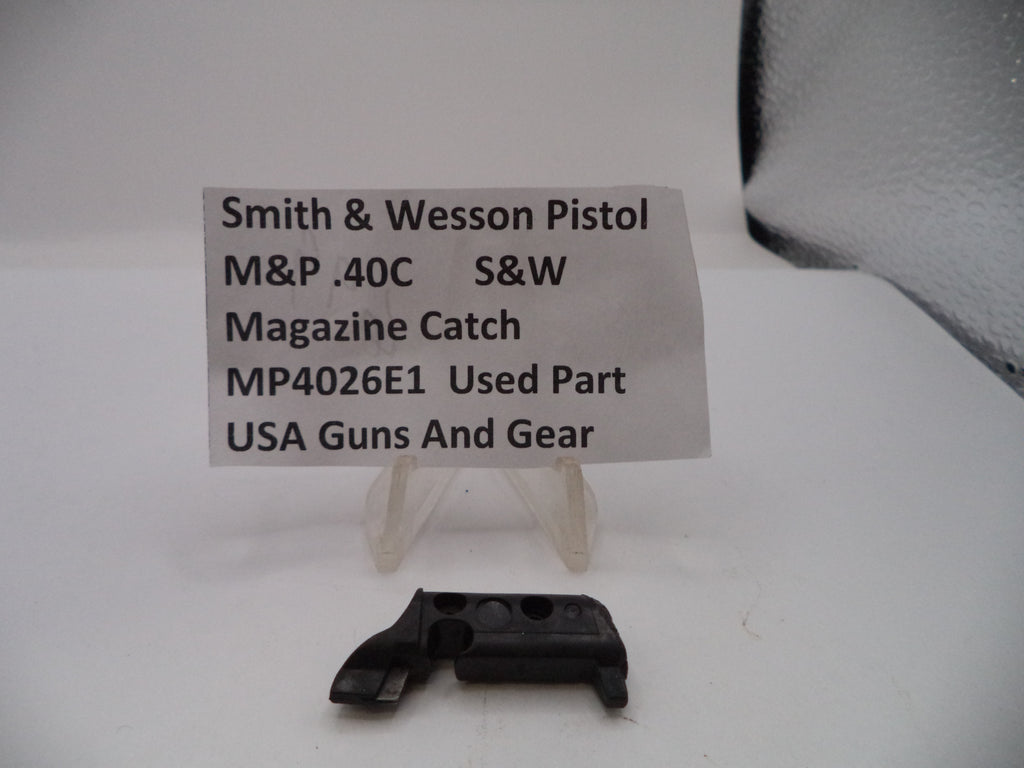 Smith & Wesson Pistol
M&P .40C S&W
Magazine Catch
MP4026E1 Used Part
USA Guns And Gear